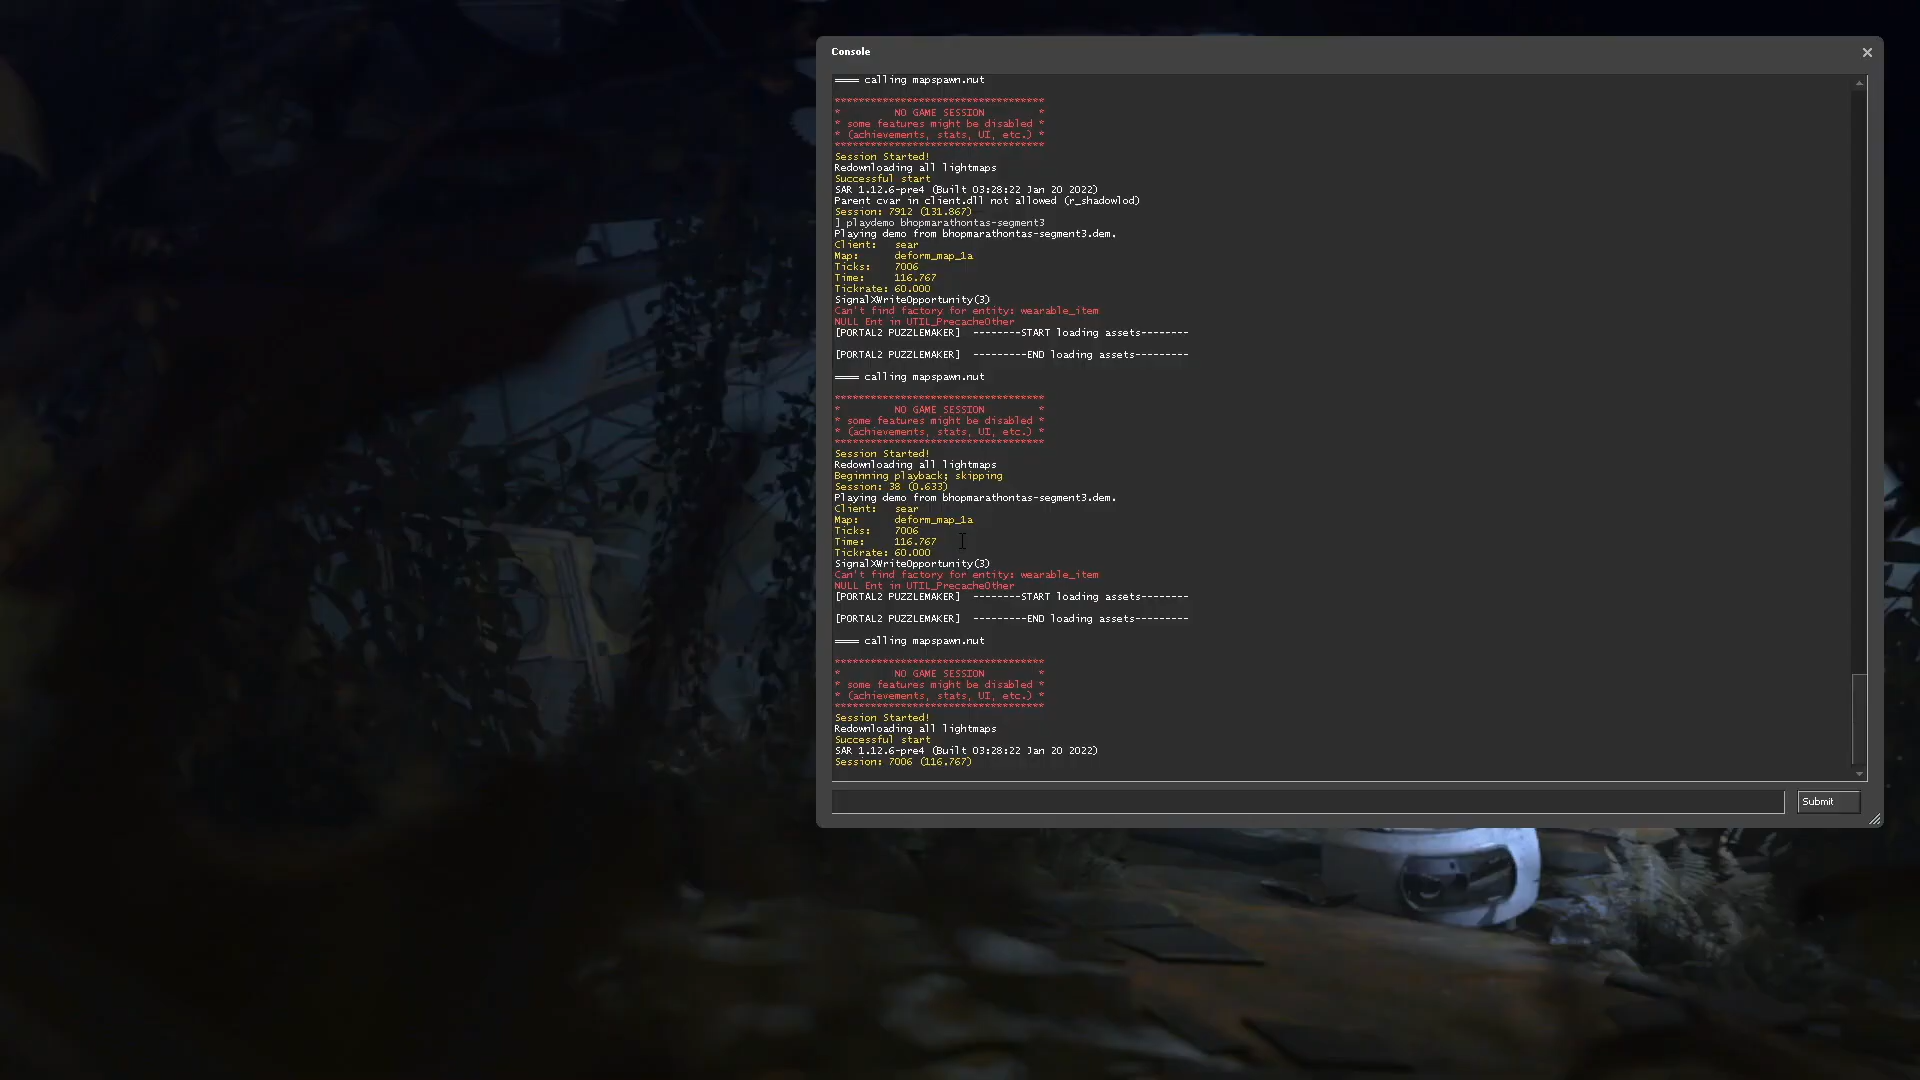 Console
==== calling mapspawn.nut
***********************************
* NO GAME SESSION *
* some features might be disabled *
* (achievements, stats, UI, etc.) *
***********************************
Session Started!
Redownloading all lightmaps
Successful start
SAR 1.12.6-pre4 (Built 03:28:22 Jan 20 2022)
Parent cvar in client.dll not allowed (r_shadowlod)
Session: 7912 (131.867)
] playdemo bhopmarathontas-segment3
Playing demo from bhopmarathontas-segment3.dem.
Client: sear
Map: deform_map_1a
Ticks: 7006
Time: 116.767
Tickrate: 60.000
SignalXWriteOpportunity(3)
Can't find factory for entity: wearable_item
NULL Ent in UTIL_PrecacheOther
[PORTAL2 PUZZLEMAKER] --------START loading assets--------
[PORTAL2 PUZZLEMAKER] ---------END loading assets---------
==== calling mapspawn.nut
***********************************
* NO GAME SESSION *
* some features might be disabled *
* (achievements, stats, UI, etc.) *
***********************************
Session Started!
Redownloading all lightmaps
Beginning playback; skipping
Session: 38 (0.633)
Playing demo from bhopmarathontas-segment3.dem.
Client: sear
Map: deform_map_1a
Ticks: 7006
Time: 116.767
Tickrate: 60.000
SignalXWriteOpportunity(3)
Can't find factory for entity: wearable_item
NULL Ent in UTIL_PrecacheOther
[PORTAL2 PUZZLEMAKER] --------START loading assets--------
[PORTAL2 PUZZLEMAKER] ---------END loading assets---------
==== calling mapspawn.nut
***********************************
* NO GAME SESSION *
* some features might be disabled *
* (achievements, stats, UI, etc.) *
***********************************
Session Started!
Redownloading all lightmaps
Successful start
SAR 1.12.6-pre4 (Built 03:28:22 Jan 20 2022)
Session: 7006 (116.767)
Submit